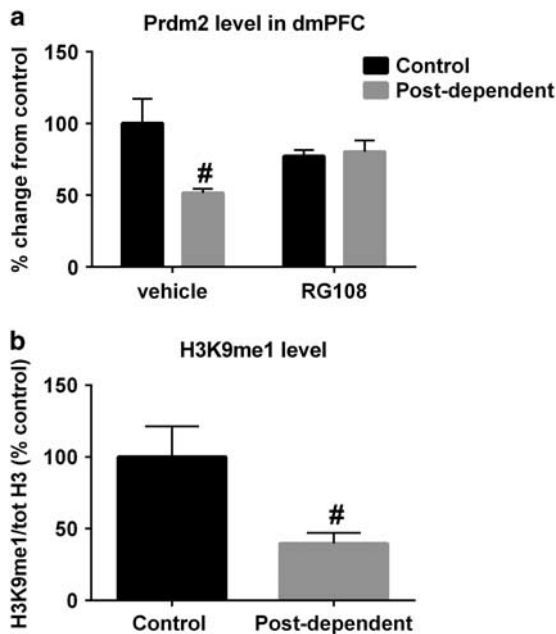 a
Prdm2 level in dmPFC
% change from control
150
100
50
0
Control
Post-dependent
#
vehicle
RG108
b
H3K9me1 level
H3K9me1/tot H3 (% control)
150
100
50
0
#
Control
Post-dependent